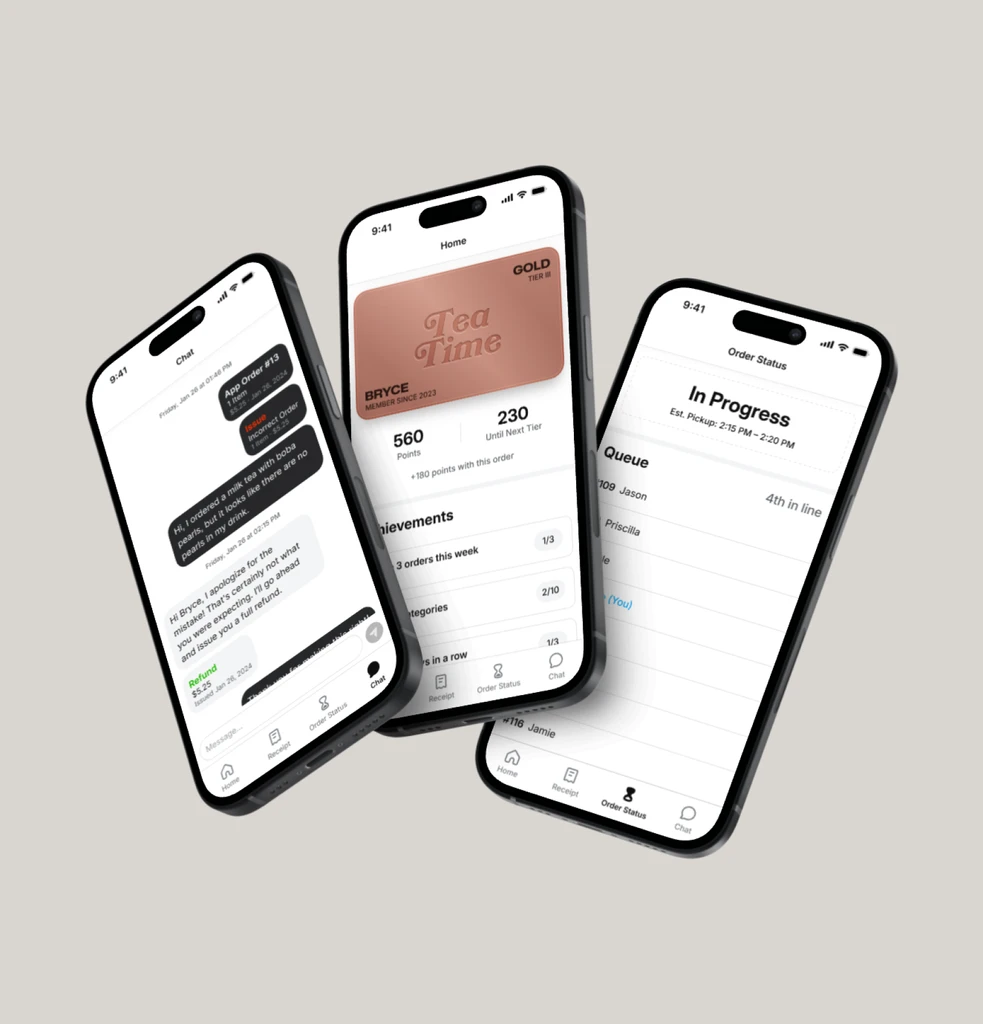 9:41
Chat
Friday, Jan 26 at 01:46 PM
App Order #13
1 Item
$5.25 · Jan 26, 2024
Issue
Incorrect Order
1 Item · $5.25
Hi, I ordered a milk tea with boba
pearls, but it looks like there are no
pearls in my drink.
Friday, Jan 26 at 02:15 PM
Hi Bryce, I apologize for the
mistake! That's certainly not what
you were expecting. I'll go ahead
and issue you a full refund.
Refund
$5.25
Issued Jan 26, 2024
Message...
Home
Receipt
Order Status
Chat
9:41
Home
GOLD
TIER III
Tea
Time
BRYCE
MEMBER SINCE 2023
560
Points
230
Until Next Tier
+180 points with this order
hievements
3 orders this week
1/3
ategories
2/10
s in a row
1/3
Receipt
Order Status
Chat
9:41
Order Status
In Progress
Est. Pickup: 2:15 PM – 2:20 PM
Queue
4th in line
109 Jason
Priscilla
(You)
#116 Jamie
Home
Receipt
Order Status
Chat